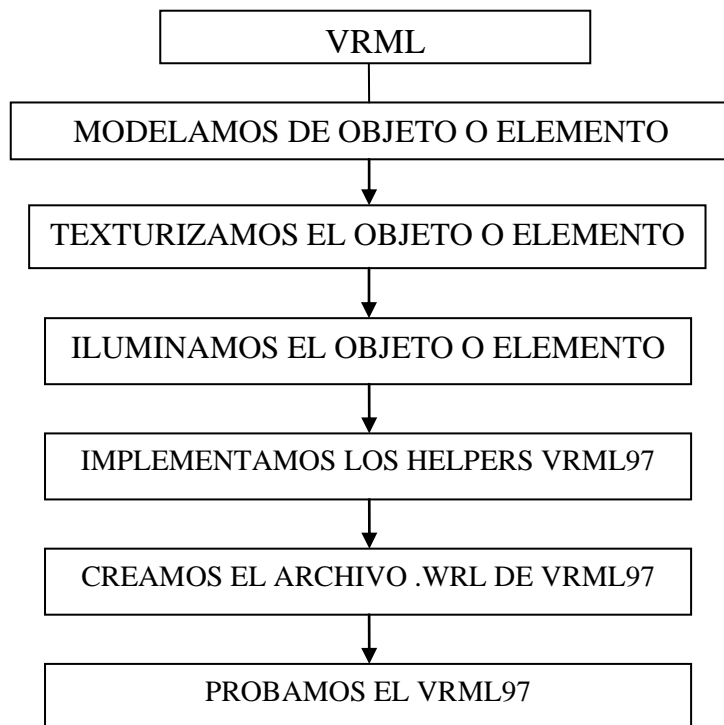 VRML
MODELAMOS DE OBJETO O ELEMENTO
TEXTURIZAMOS EL OBJETO O ELEMENTO
ILUMINAMOS EL OBJETO O ELEMENTO
IMPLEMENTAMOS LOS HELPERS VRML97
CREAMOS EL ARCHIVO .WRL DE VRML97
PROBAMOS EL VRML97